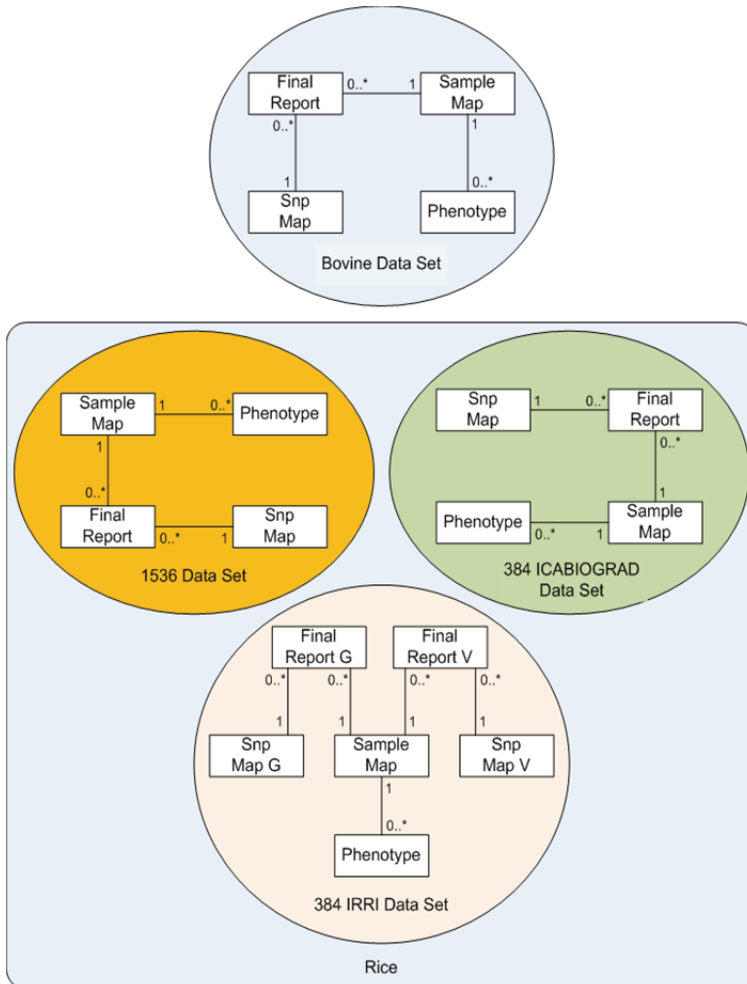 Final
Report
0..*
1
Sample
Map
0..*
1
1
0..*
Snp
Map
Phenotype
Bovine Data Set
Sample
Map
1
0..*
Phenotype
1
0..*
Final
Report
0..*
1
Snp
Map
1536 Data Set
Snp
Map
1
0..*
Final
Report
0..*
1
Phenotype
0..*
1
Sample
Map
384 ICABIOGRAD
Data Set
Final
Report G
Final
Report V
0..*
0..*
0..*
0..*
1
1
1
1
Snp
Map G
Sample
Map
Snp
Map V
1
0..*
Phenotype
384 IRRI Data Set
Rice